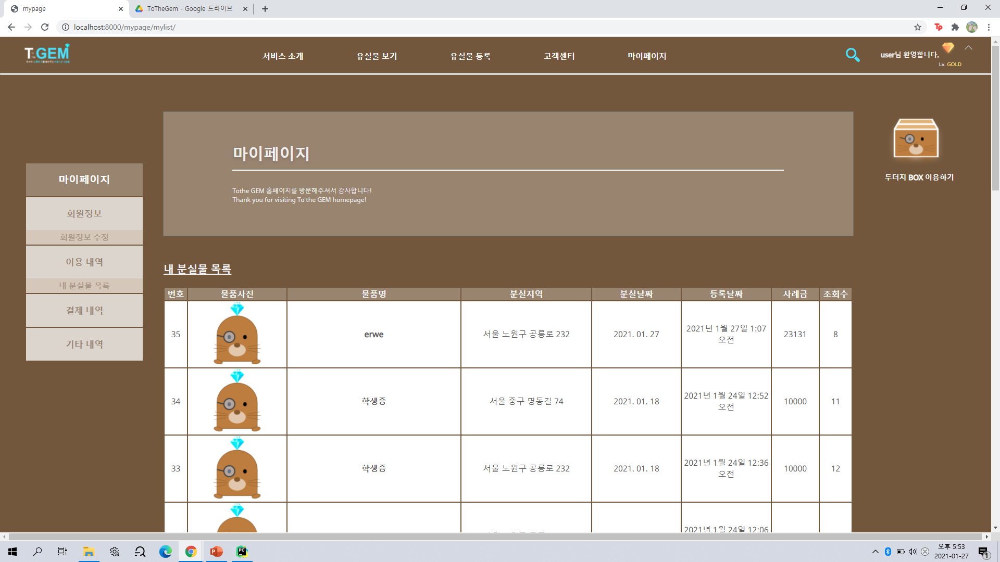 mypage
ToTheGem - Google 드라이브
localhost:8000/mypage/mylist/
T GEM
서비스 소개
유실물 보기
유실물 등록
고객센터
마이페이지
user님 환영합니다.
Lv. GOLD
마이페이지
Tothe GEM 홈페이지를 방문해주셔서 감사합니다!
Thank you for visiting To the GEM homepage!
두더지 BOX 이용하기
마이페이지
회원정보
회원정보 수정
이용 내역
내 분실물 목록
결제 내역
기타 내역
내 분실물 목록
번호 물품사진 물품명 분실지역 분실날짜 등록날짜 사례금 조회수
35 erwe 서울 노원구 공릉로 232 2021. 01. 27 2021년 1월 27일 1:07 오전 23131 8
34 학생증 서울 중구 명동길 74 2021. 01. 18 2021년 1월 24일 12:52 오전 10000 11
33 학생증 서울 노원구 공릉로 232 2021. 01. 18 2021년 1월 24일 12:36 오전 10000 12
2021년 1월 24일 12:06
오후 5:53
2021-01-27
1